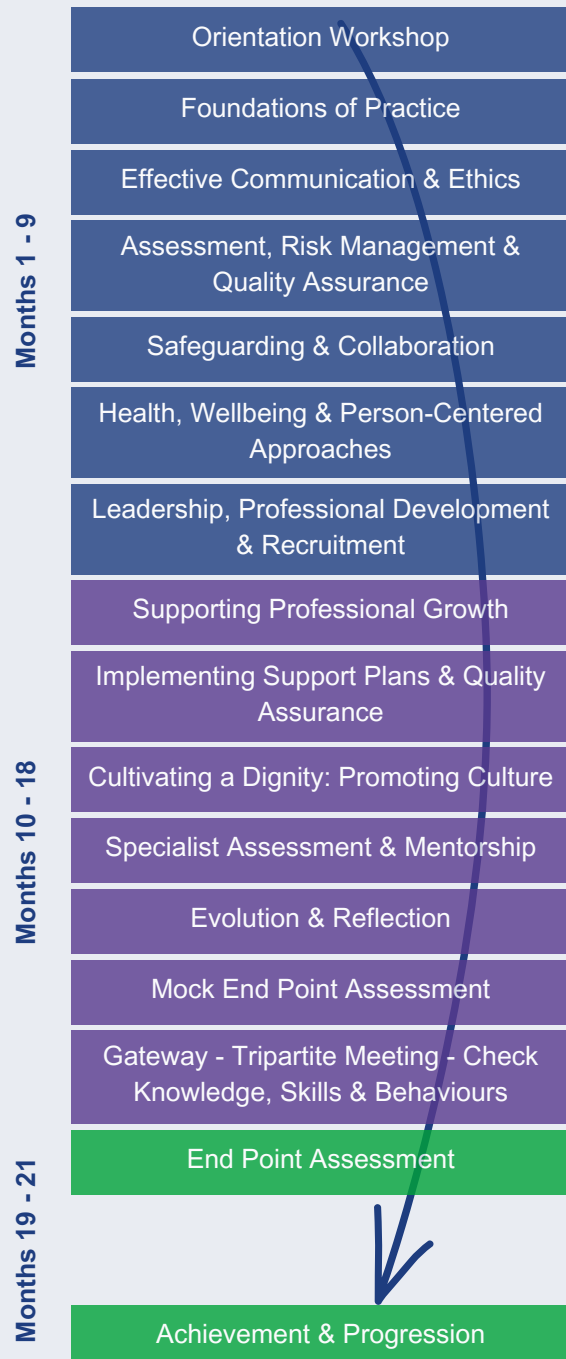 Orientation Workshop
Foundations of Practice
Effective Communication & Ethics
Assessment, Risk Management &
Quality Assurance
Safeguarding & Collaboration
Health, Wellbeing & Person-Centered
Approaches
Leadership, Professional Development
& Recruitment
Months 1 - 9
Supporting Professional Growth
Implementing Support Plans & Quality
Assurance
Cultivating a Dignity: Promoting Culture
Specialist Assessment & Mentorship
Evolution & Reflection
Mock End Point Assessment
Gateway - Tripartite Meeting - Check
Knowledge, Skills & Behaviours
Months 10 - 18
End Point Assessment
Achievement & Progression
Months 19 - 21